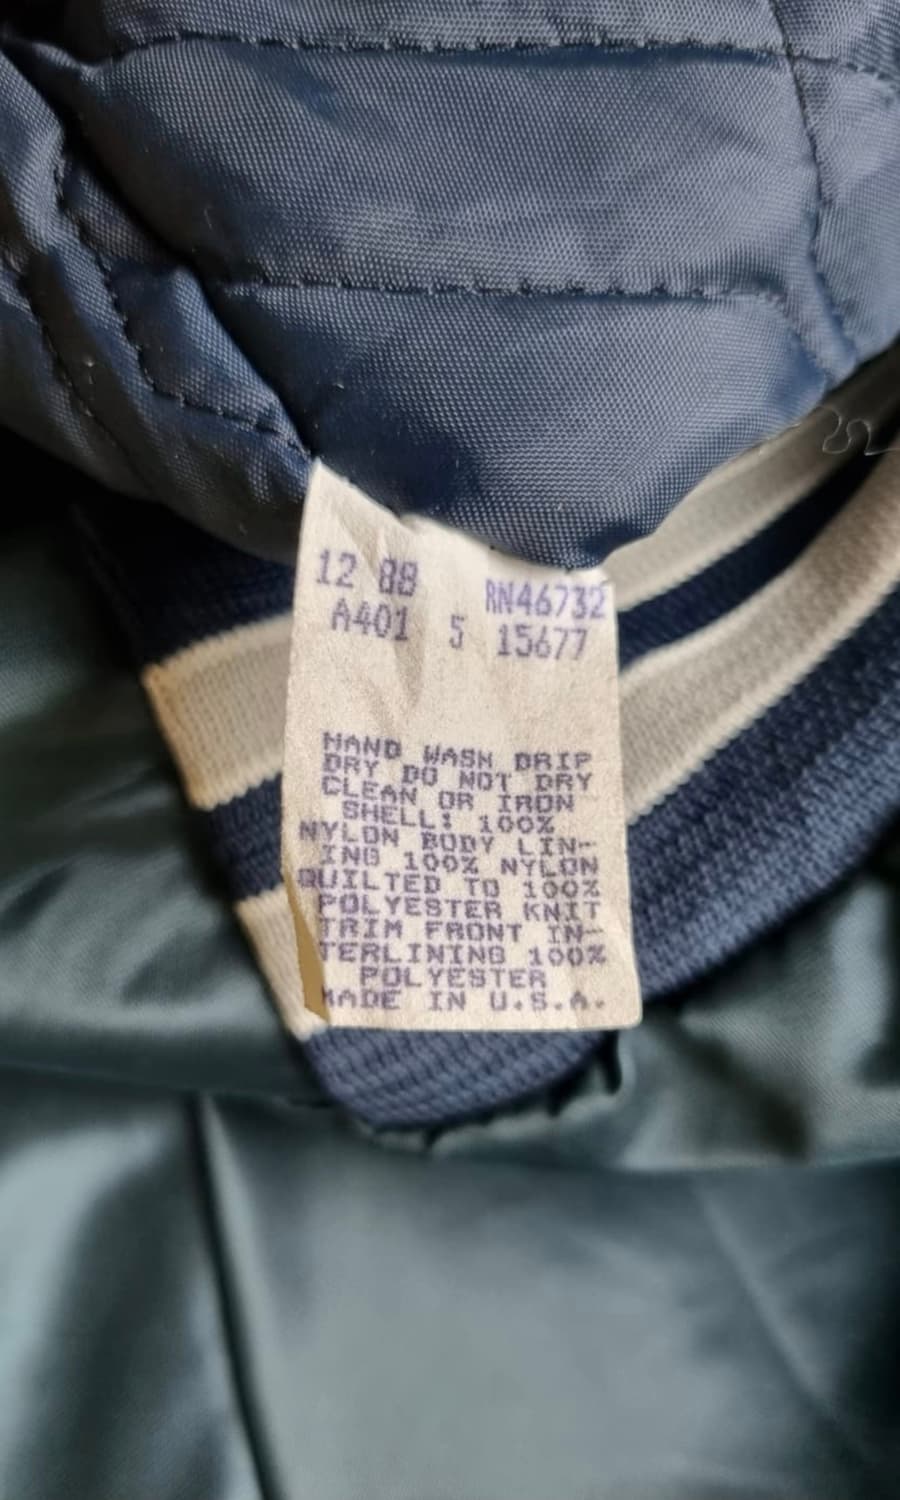 12 88 RN46732
A401 5 15677
HAND WASH DRIP
DRY DO NOT DRY
CLEAN OR IRON
SHELL: 100%
NYLON BODY LIN-
ING 100% NYLON
QUILTED TO 100%
POLYESTER KNIT
TRIM FRONT IN-
TERLINING 100%
POLYESTER
MADE IN U.S.A.